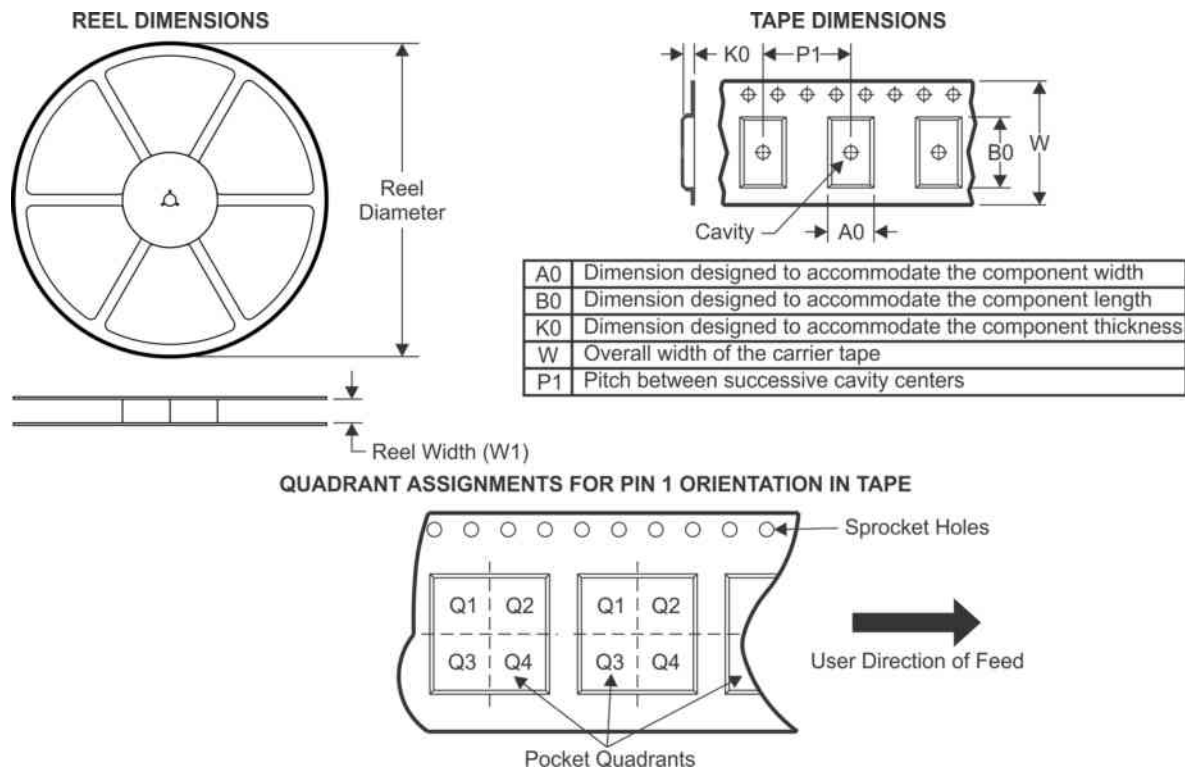 REEL DIMENSIONS
Reel
Diameter
Reel Width (W1)
TAPE DIMENSIONS
K0
P1
B0
W
Cavity
A0
A0 Dimension designed to accommodate the component width
B0 Dimension designed to accommodate the component length
K0 Dimension designed to accommodate the component thickness
W Overall width of the carrier tape
P1 Pitch between successive cavity centers
QUADRANT ASSIGNMENTS FOR PIN 1 ORIENTATION IN TAPE
Sprocket Holes
Q1 Q2 Q1 Q2
Q3 Q4 Q3 Q4
User Direction of Feed
Pocket Quadrants